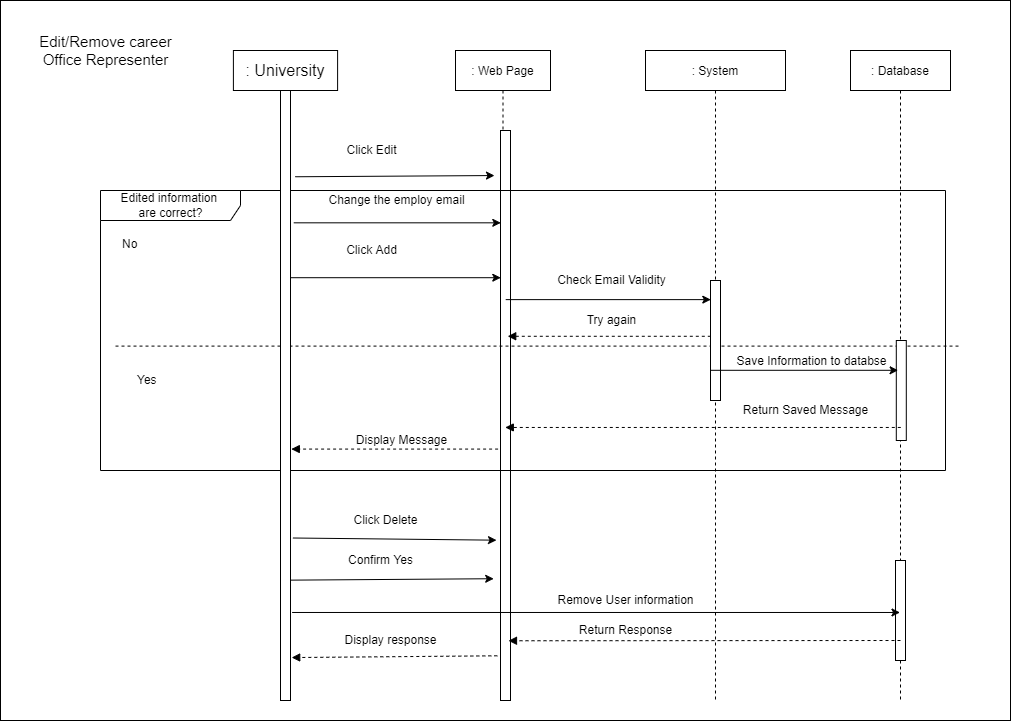 Edit/Remove career
Office Representer
: University
: Web Page
: System
: Database
Click Edit
Edited information
are correct?
Change the employ email
No
Click Add
Check Email Validity
Try again
Save Information to databse
Yes
Return Saved Message
Display Message
Click Delete
Confirm Yes
Remove User information
Return Response
Display response